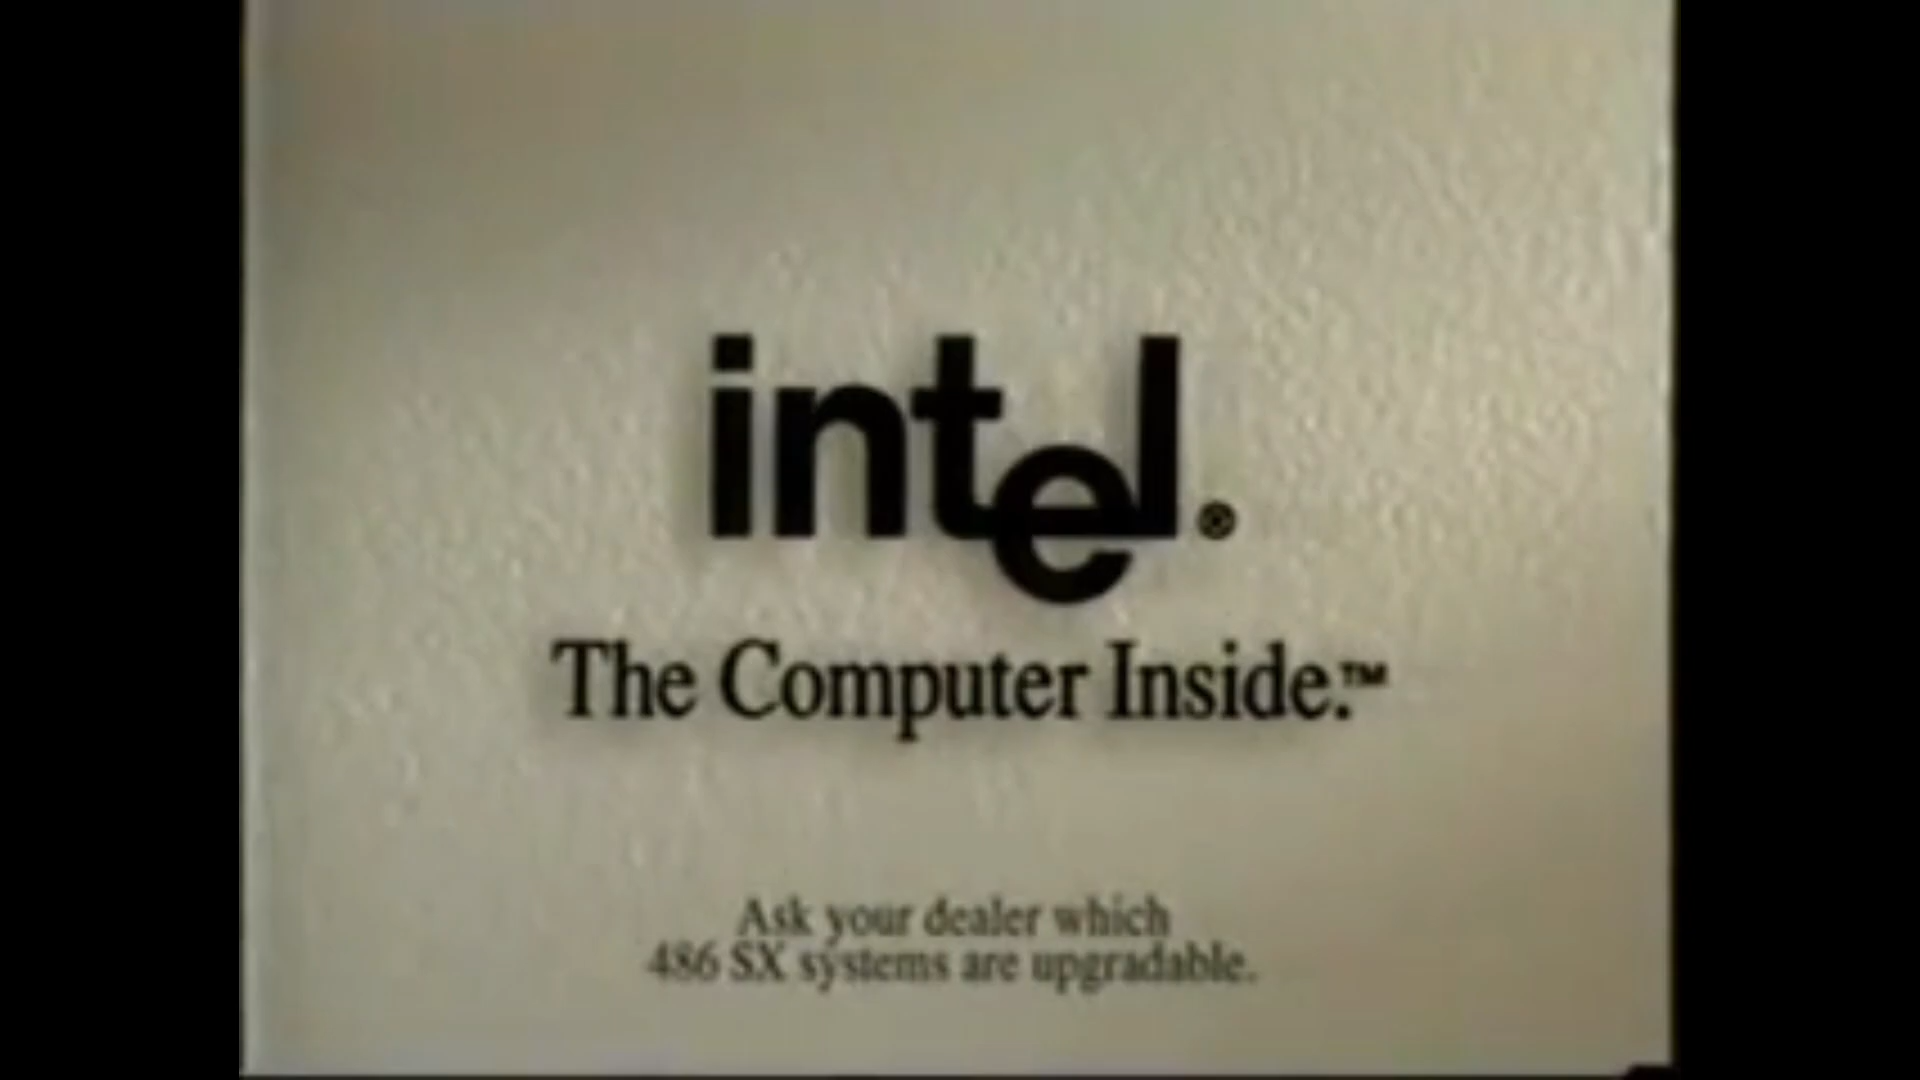 intel®
The Computer Inside.™
Ask your dealer which
486 SX systems are upgradable.